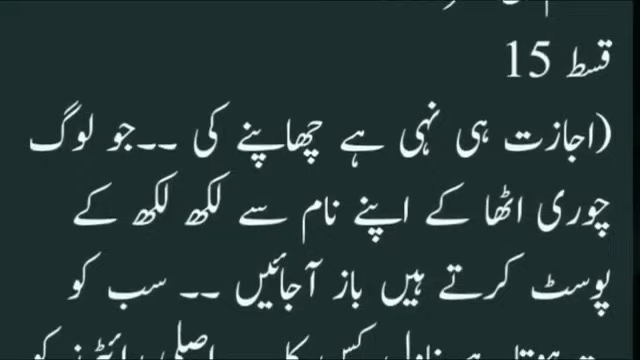 قسط 15
(اجازت ہی نہی ہے چھاپنے کی ۔۔جو لوگ
چوری اٹھا کے اپنے نام سے لکھ لکھ کے
پوسٹ کرتے ہیں باز آجائیں ۔۔ سب کو